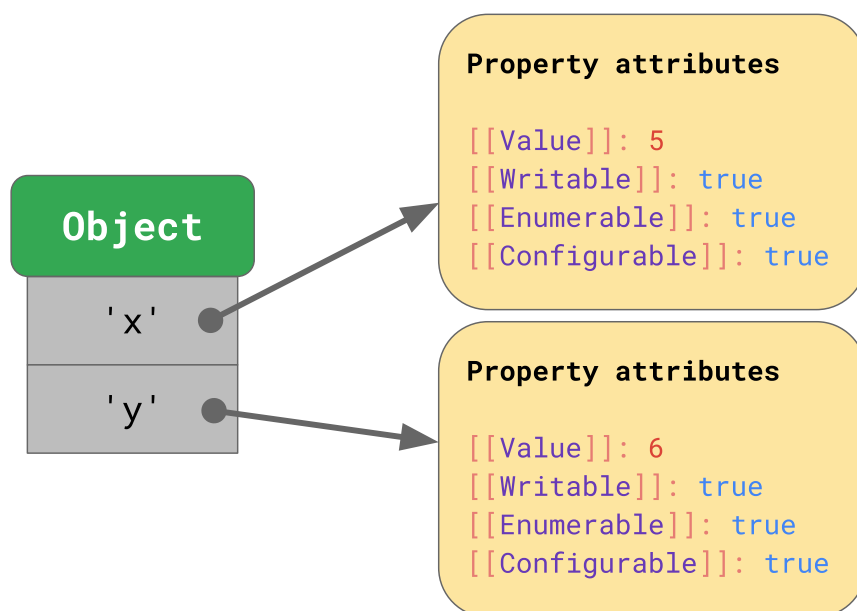 Object
'x'
'y'
Property attributes
[[Value]]: 5
[[Writable]]: true
[[Enumerable]]: true
[[Configurable]]: true
Property attributes
[[Value]]: 6
[[Writable]]: true
[[Enumerable]]: true
[[Configurable]]: true